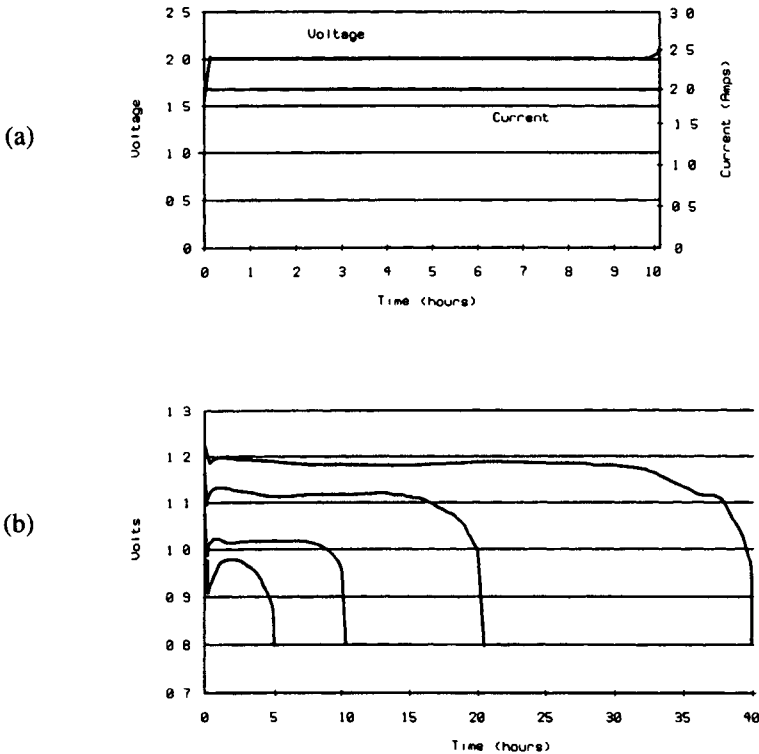 (a)
2 5
2 0
1 5
1 0
0 5
0
Voltage
Voltage
Current
3 0
2 5
2 0
1 5
1 0
0 5
0
Current (Amps)
0 1 2 3 4 5 6 7 8 9 10
Time (hours)
(b)
1 3
1 2
1 1
1 0
0 9
0 8
0 7
Volts
0 5 10 15 20 25 30 35 40
Time (hours)